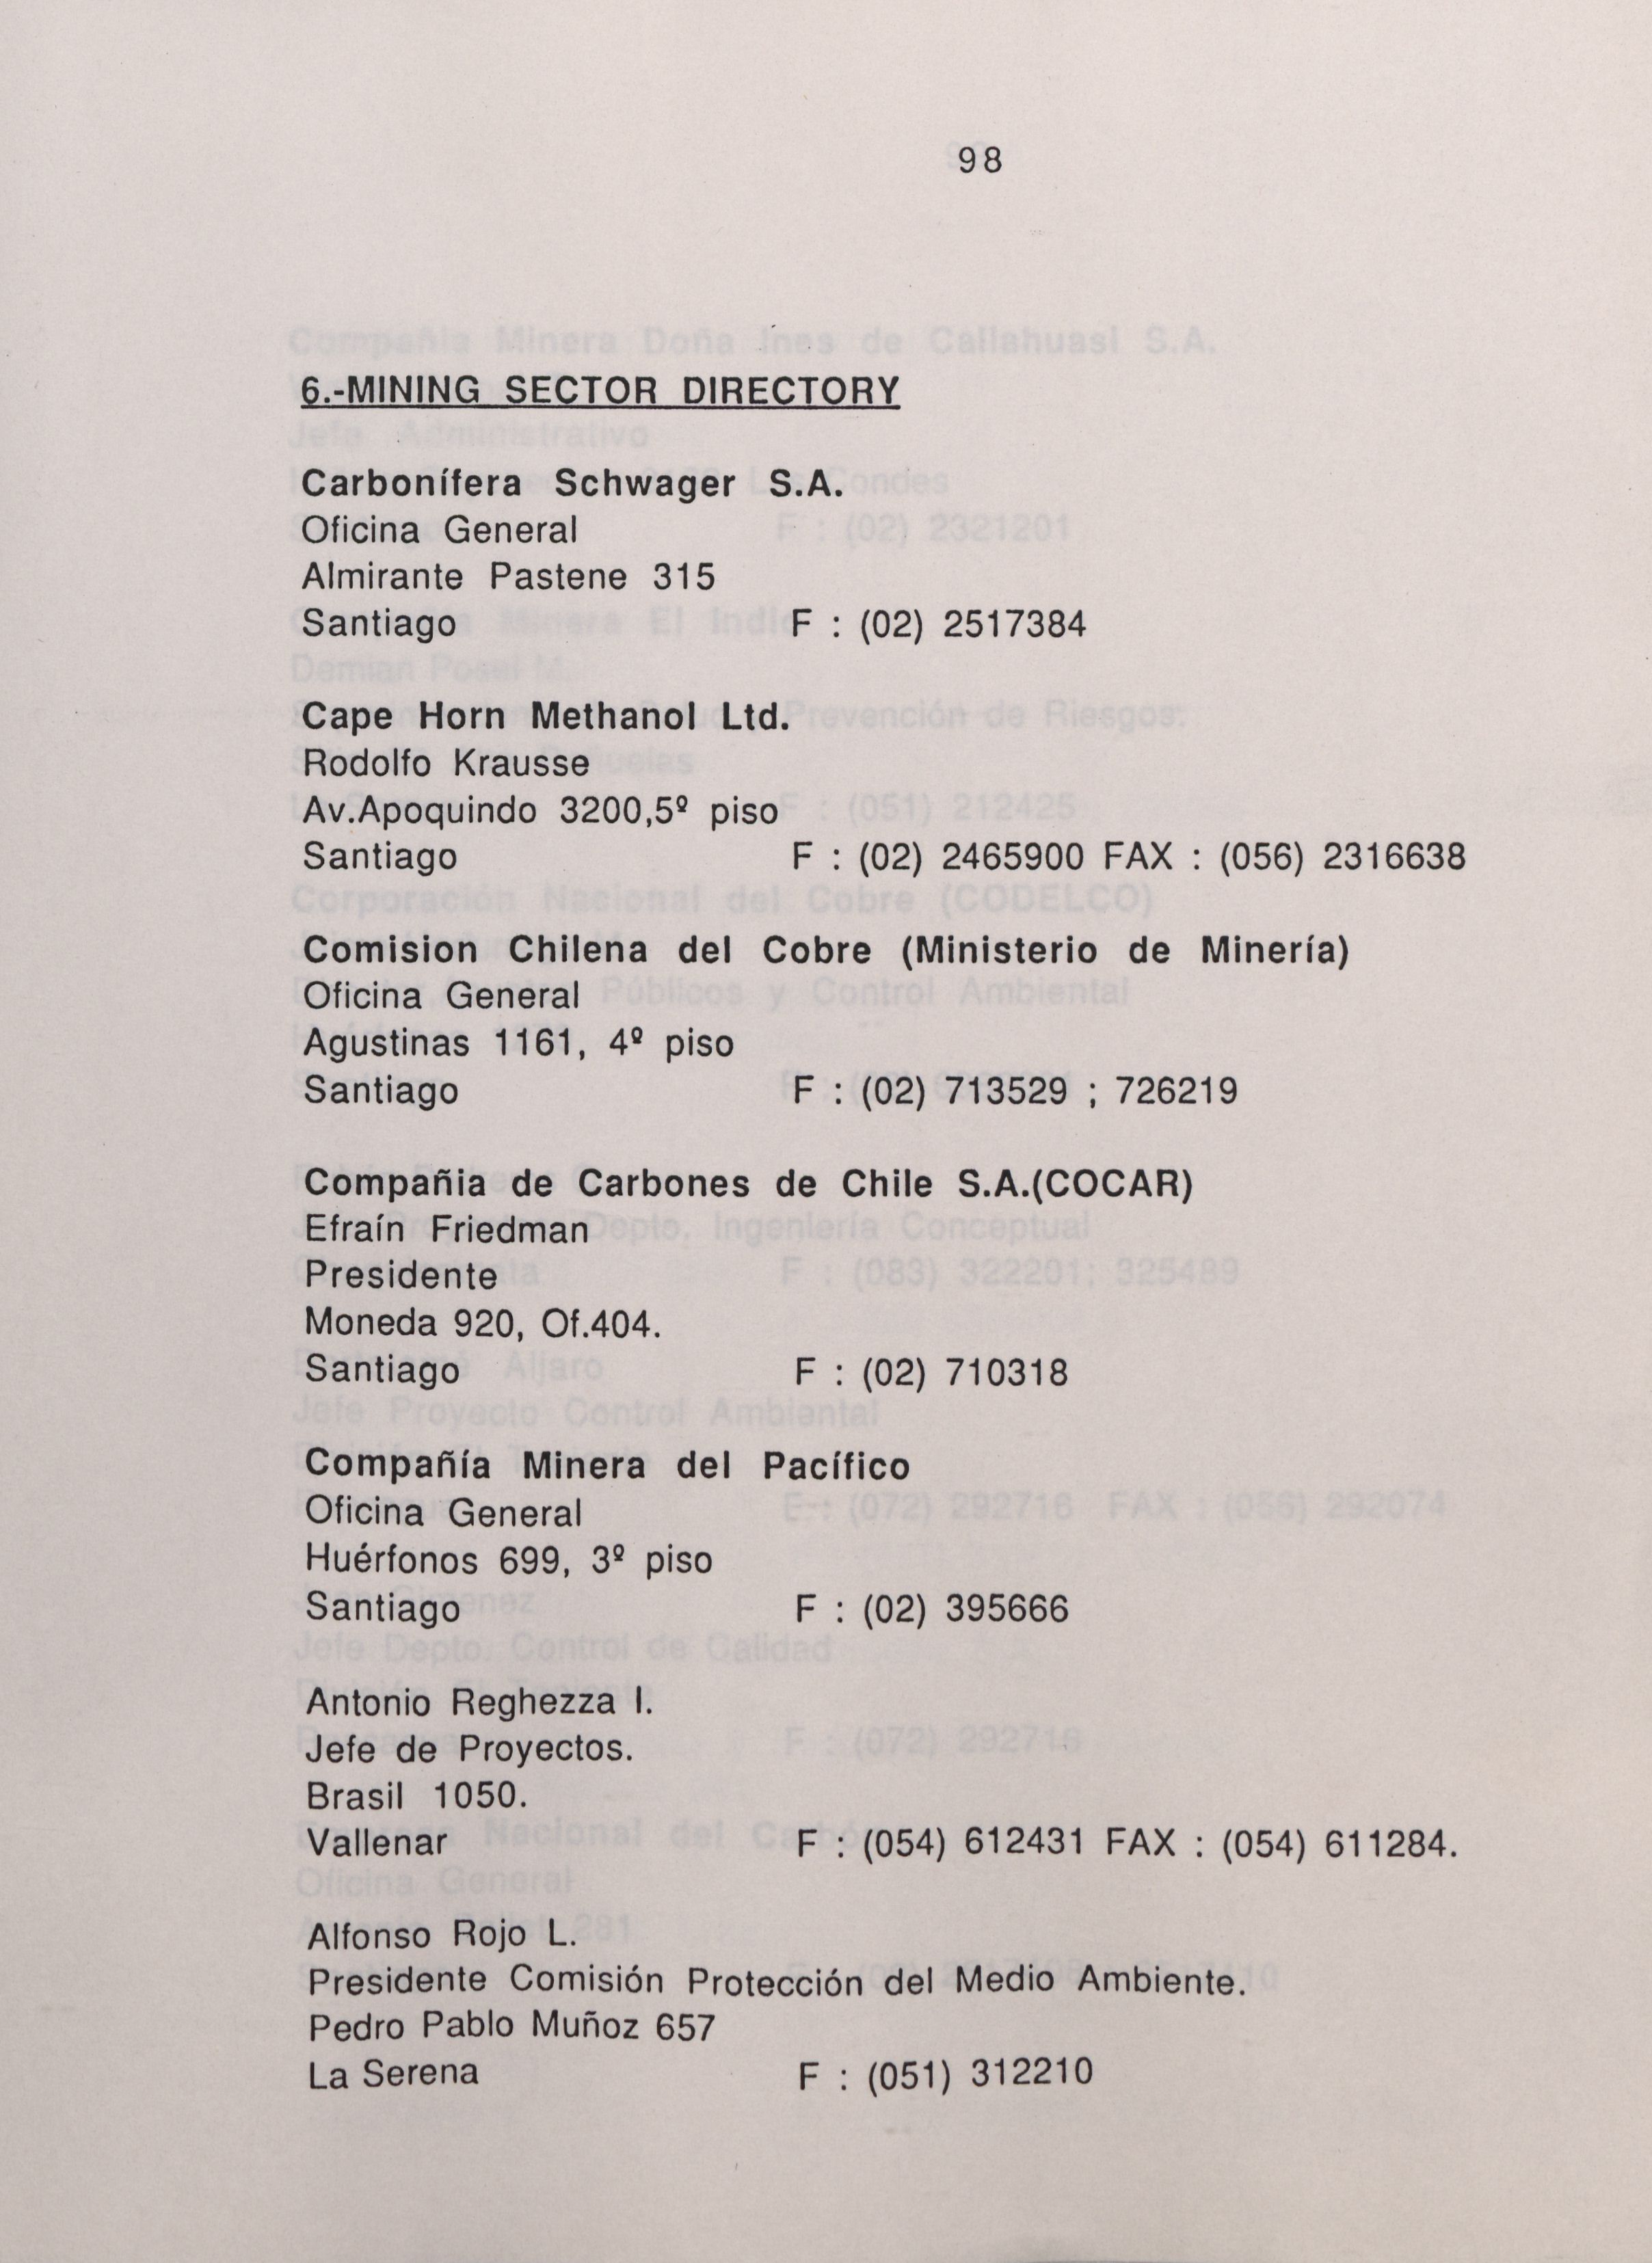 98
6.-MINING SECTOR DIRECTORY
Carbonífera Schwager S.A.
Oficina General
Almirante Pastene 315
Santiago F : (02) 2517384
Cape Horn Methanol Ltd.
Rodolfo Krausse
Av.Apoquindo 3200,5º piso
Santiago F : (02) 2465900 FAX : (056) 2316638
Comision Chilena del Cobre (Ministerio de Minería)
Oficina General
Agustinas 1161, 4º piso
Santiago F : (02) 713529 ; 726219
Compañia de Carbones de Chile S.A.(COCAR)
Efraín Friedman
Presidente
Moneda 920, Of.404.
Santiago F : (02) 710318
Compañía Minera del Pacífico
Oficina General
Huérfonos 699, 3º piso
Santiago F : (02) 395666
Antonio Reghezza I.
Jefe de Proyectos.
Brasil 1050.
Vallenar F : (054) 612431 FAX : (054) 611284.
Alfonso Rojo L.
Presidente Comisión Protección del Medio Ambiente.
Pedro Pablo Muñoz 657
La Serena F : (051) 312210